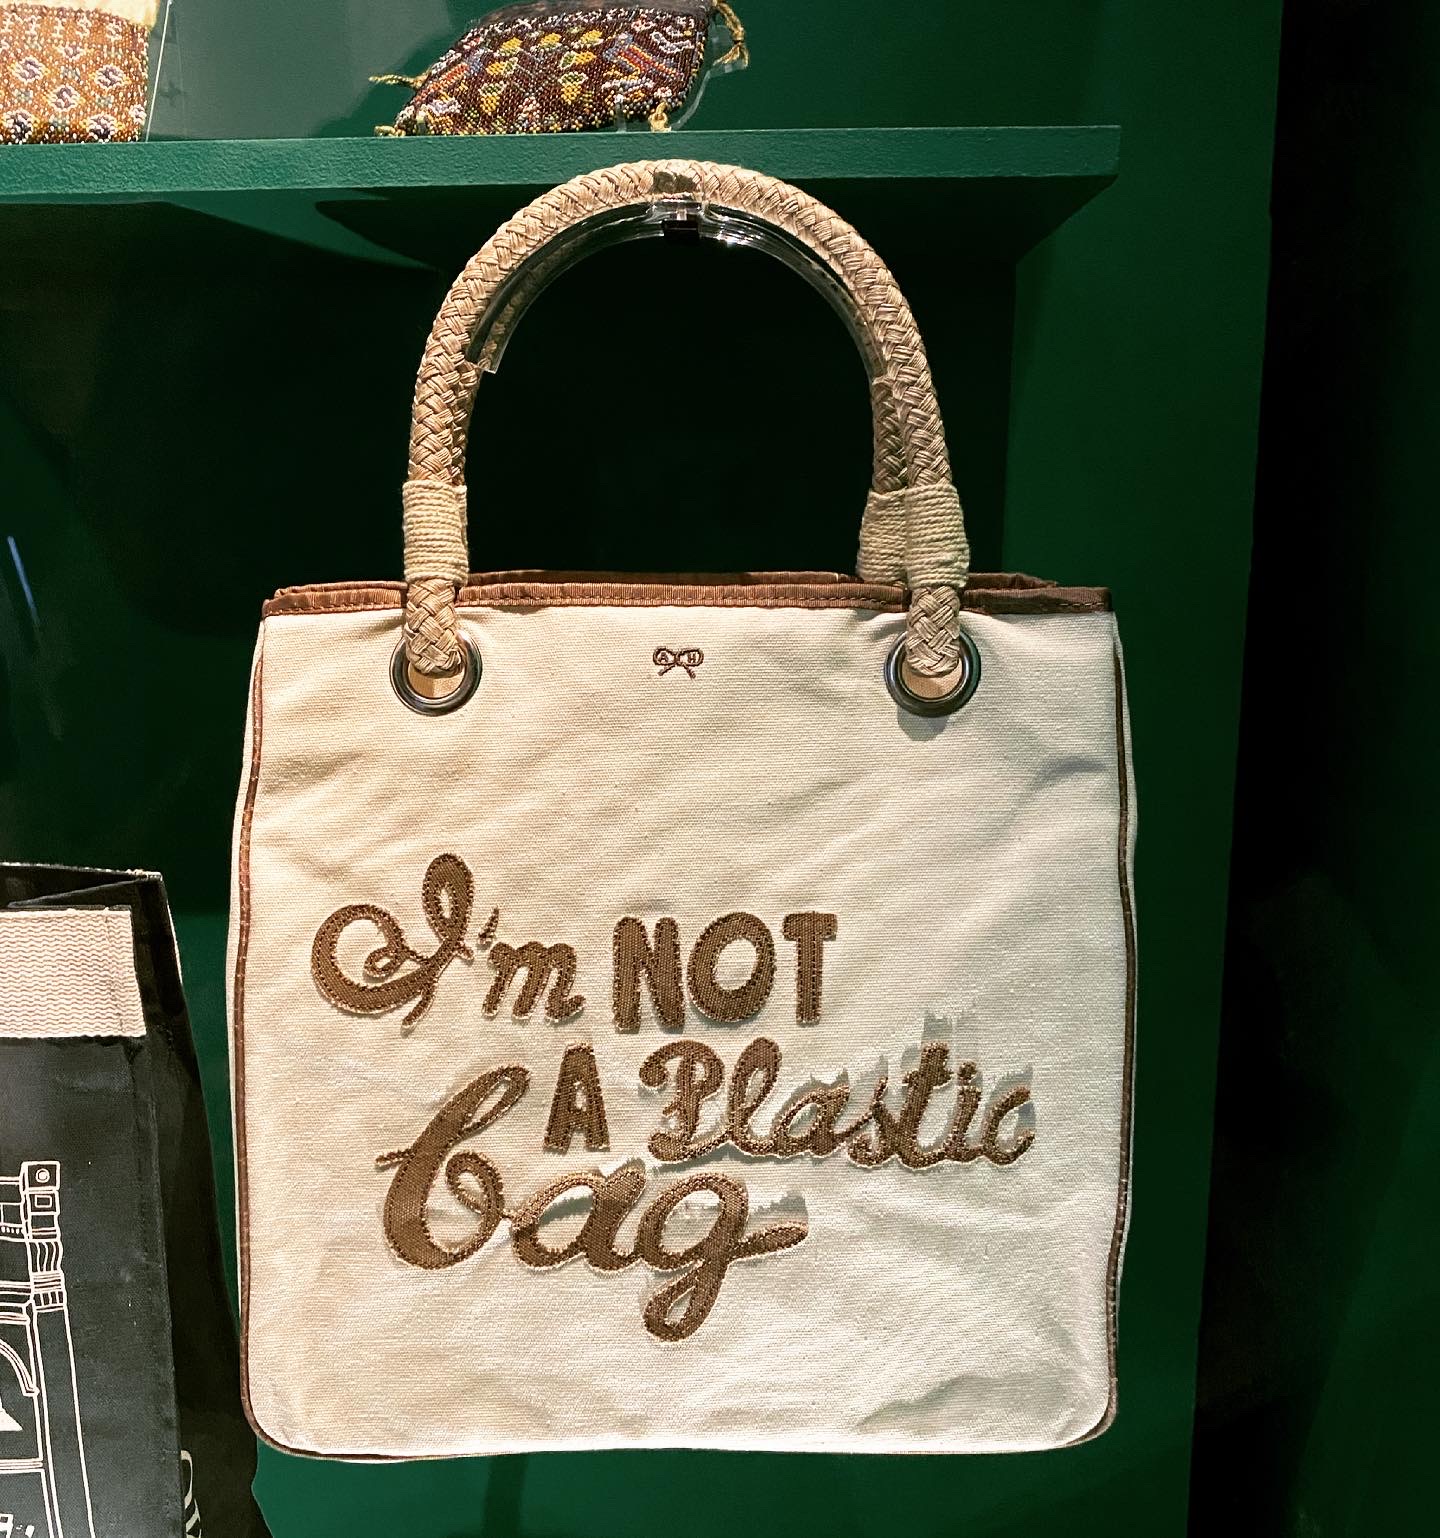 A H
I'm NOT
A Plastic
bag